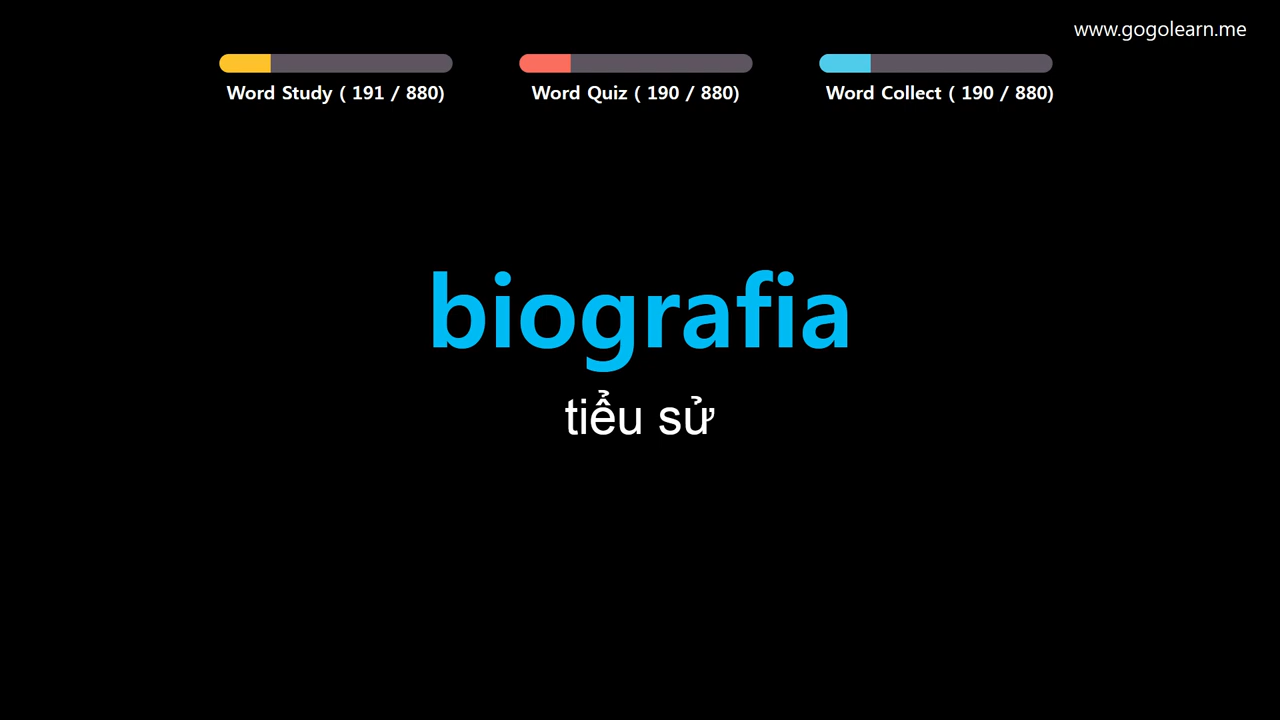 www.gogolearn.me
Word Study ( 191 / 880)
Word Quiz ( 190 / 880)
Word Collect ( 190 / 880)
biografia
tiểu sử